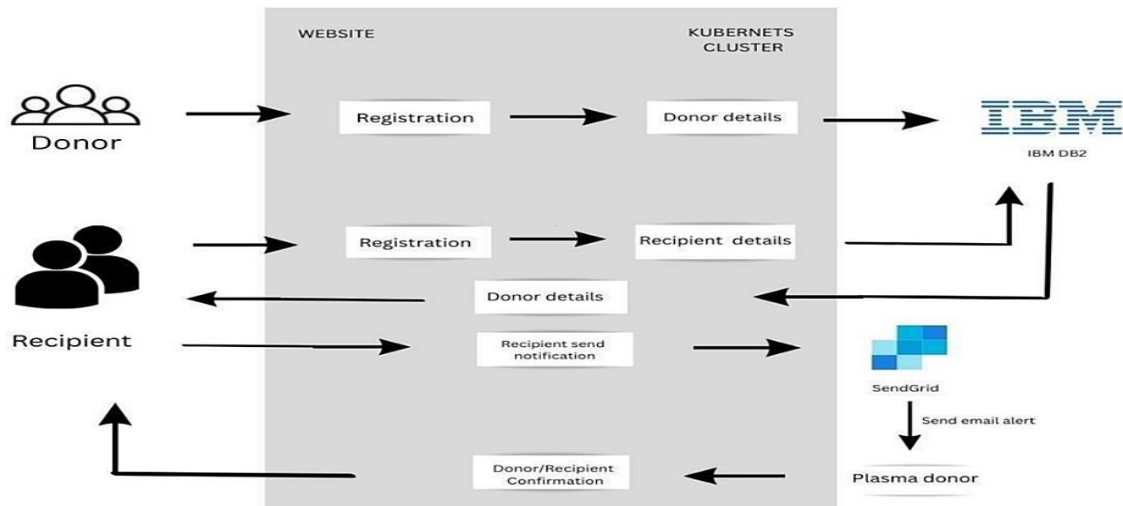 WEBSITE
KUBERNETS
CLUSTER
Donor
Registration
Donor details
IBM
IBM DB2
Registration
Recipient details
Donor details
Recipient
Recipient send
notification
SendGrid
Send email alert
Donor/Recipient
Confirmation
Plasma donor